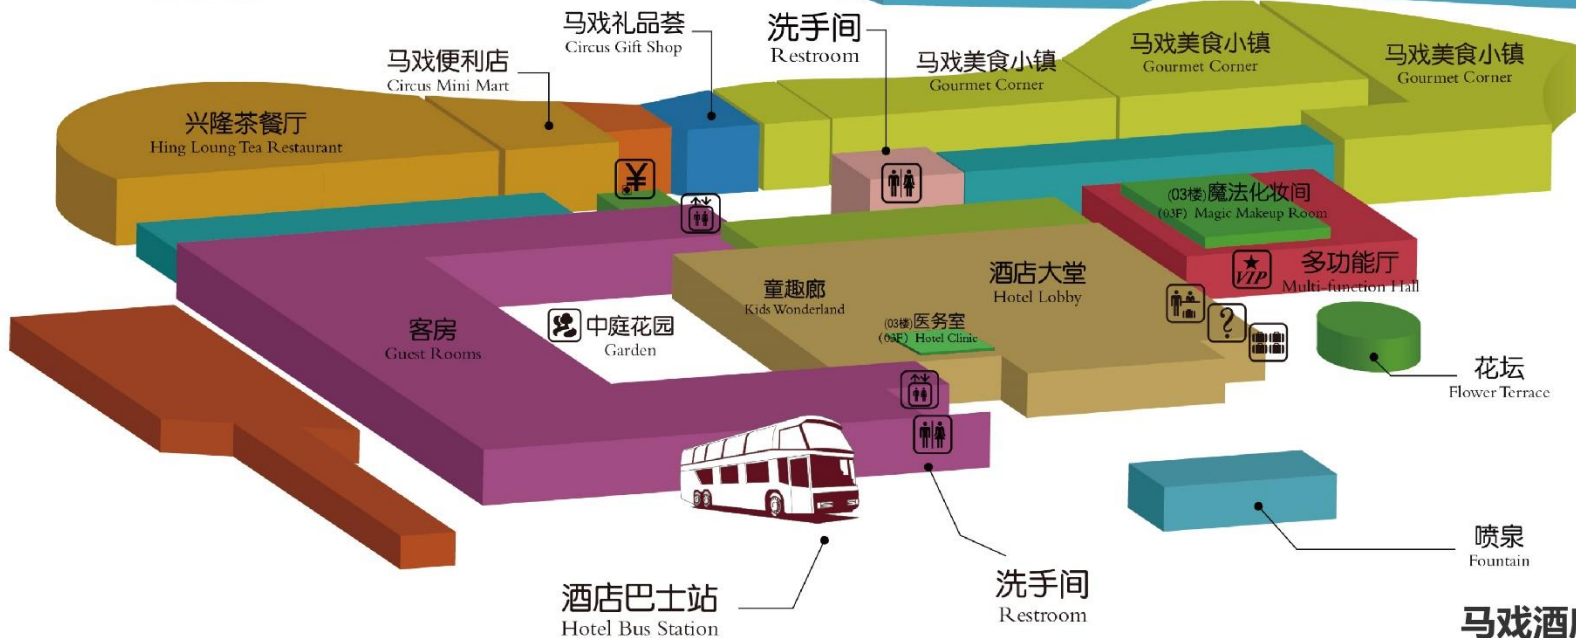 马戏礼品荟
Circus Gift Shop
洗手间
Restroom
马戏便利店
Circus Mini Mart
马戏美食小镇
Gourmet Corner
马戏美食小镇
Gourmet Corner
马戏美食小镇
Gourmet Corner
兴隆茶餐厅
Hing Loung Tea Restaurant
¥
(03楼)魔法化妆间
(03F) Magic Makeup Room
VIP
多功能厅
Multi-function Hall
酒店大堂
Hotel Lobby
童趣廊
Kids Wonderland
(03楼)医务室
(03F) Hotel Clinic
?
客房
Guest Rooms
中庭花园
Garden
花坛
Flower Terrace
喷泉
Fountain
洗手间
Restroom
酒店巴士站
Hotel Bus Station
马戏酒